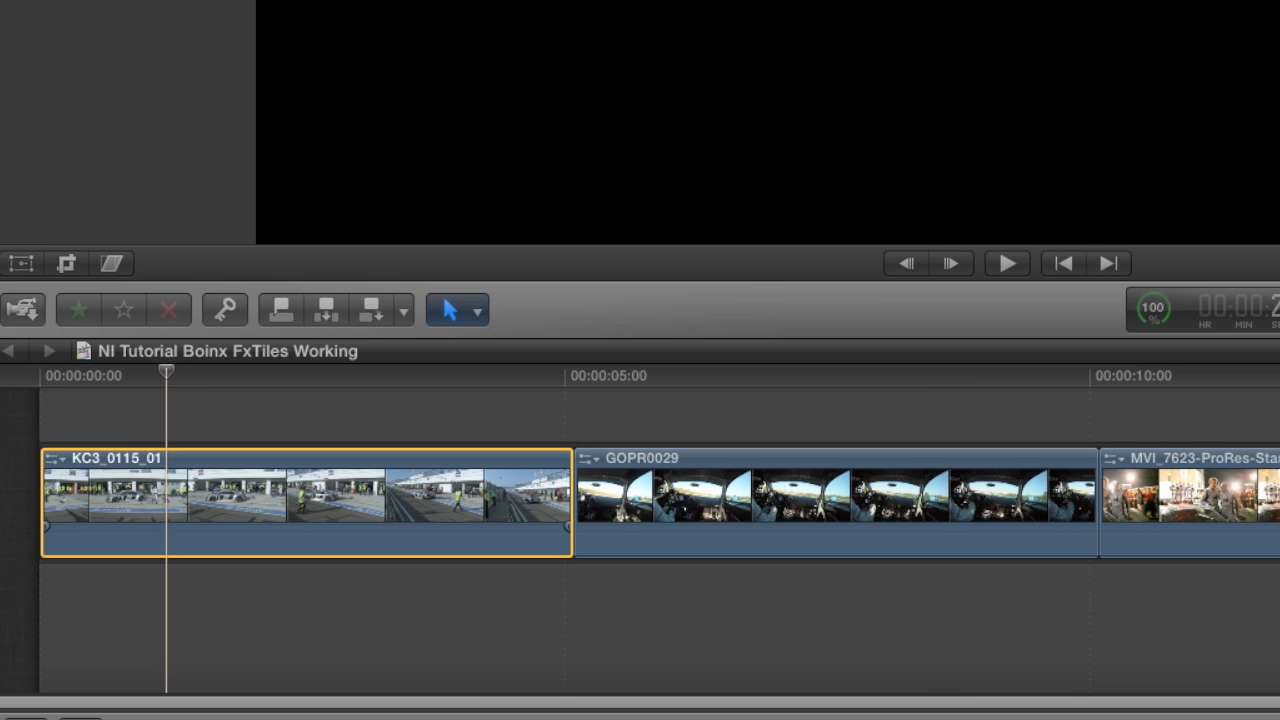 100
%
00:00:2
HR MIN S
NI Tutorial Boinx FxTiles Working
00:00:00:00
00:00:05:00
00:00:10:00
KC3_0115_01
GOPR0029
MVI_7623-ProRes-Sta